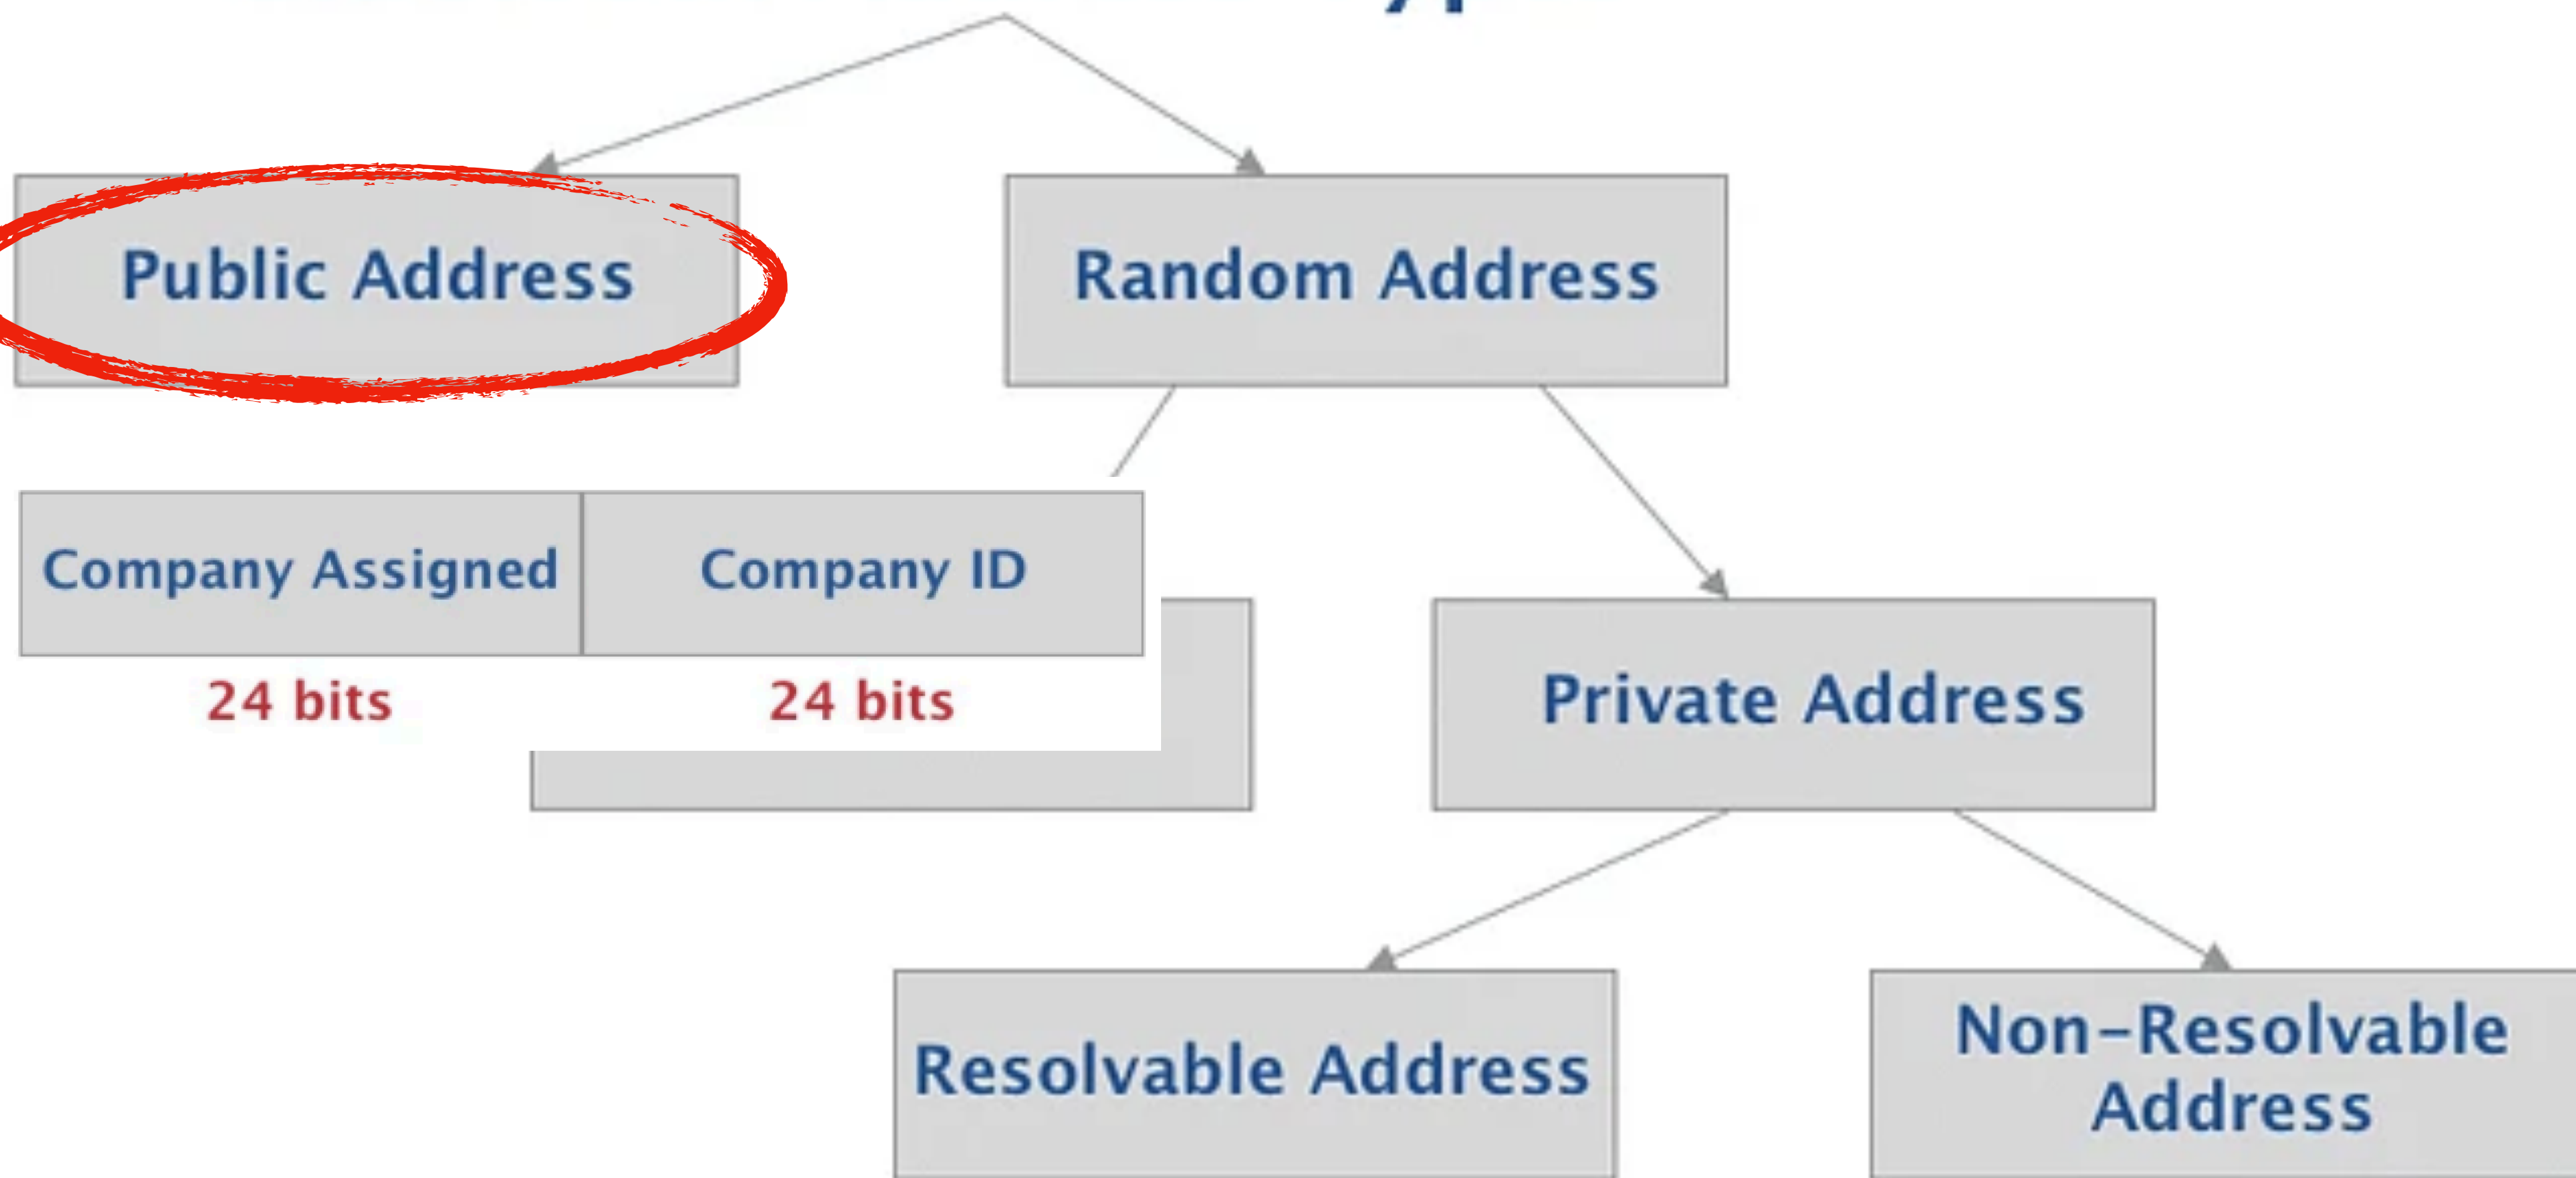 Public Address
Random Address
Company Assigned
Company ID
24 bits
24 bits
Private Address
Resolvable Address
Non-Resolvable
Address